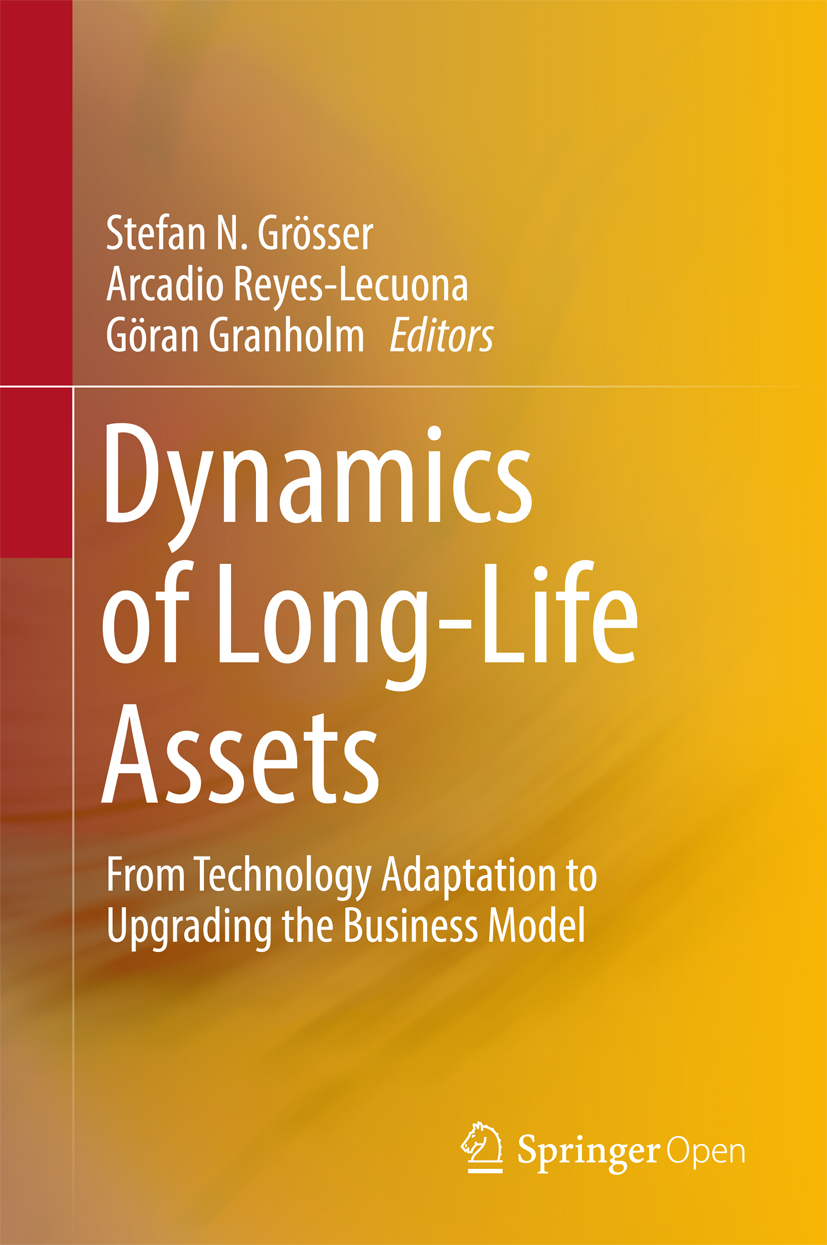 Stefan N. Grösser
Arcadio Reyes-Lecuona
Göran Granholm Editors
Dynamics
of Long-Life
Assets
From Technology Adaptation to
Upgrading the Business Model
Springer Open